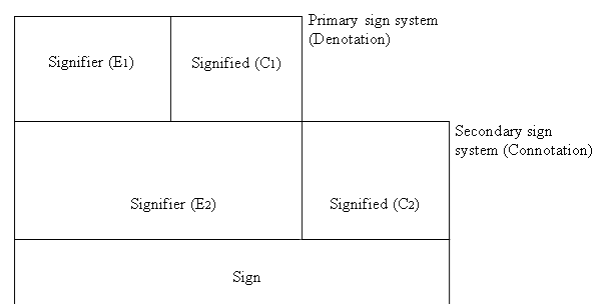 Primary sign system
(Denotation)
Signifier (E1)
Signified (C1)
Secondary sign
system (Connotation)
Signifier (E2)
Signified (C2)
Sign